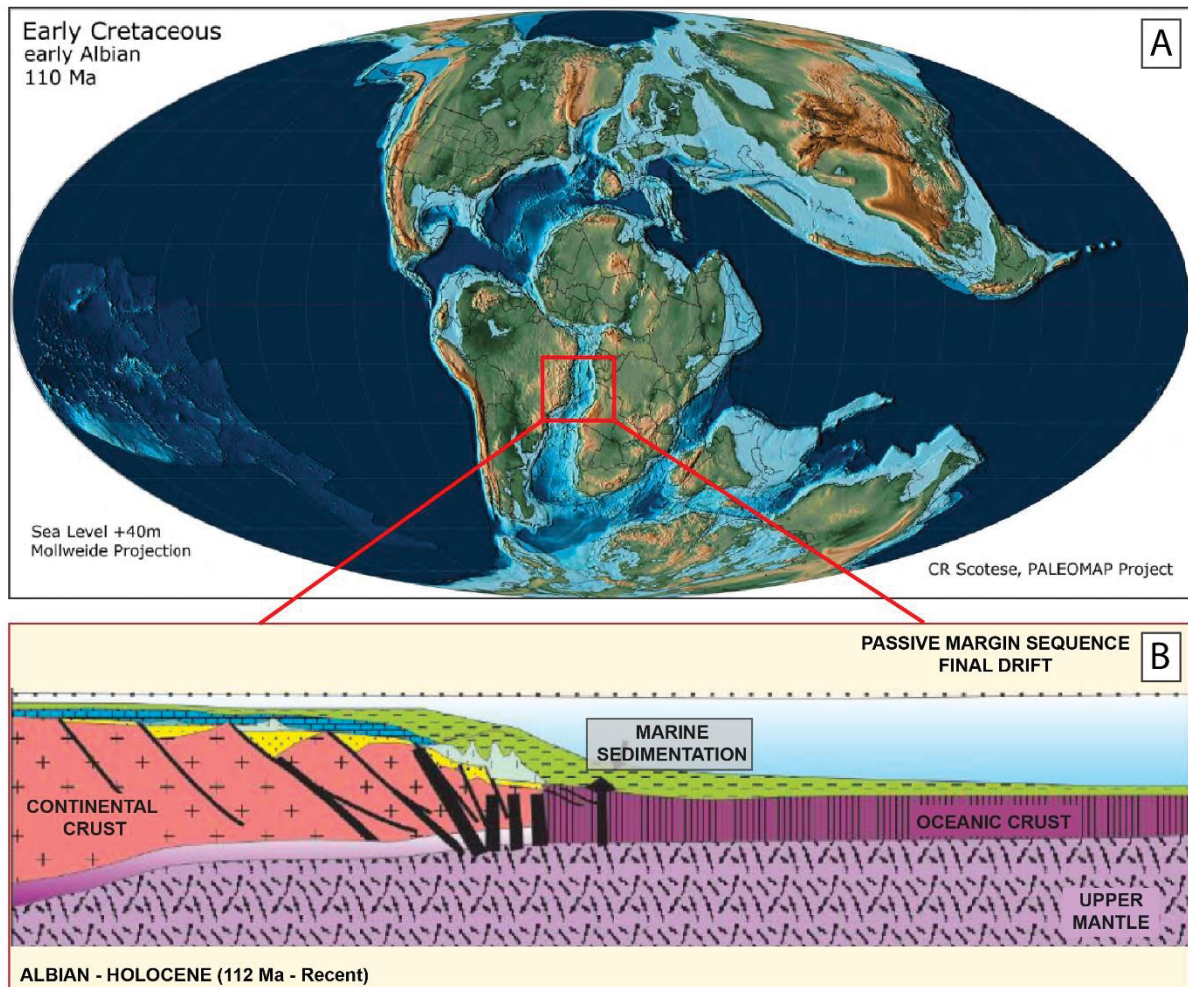 Early Cretaceous
early Albian
110 Ma
A
Sea Level +40m
Mollweide Projection
CR Scotese, PALEOMAP Project
PASSIVE MARGIN SEQUENCE
FINAL DRIFT
B
MARINE
SEDIMENTATION
CONTINENTAL
CRUST
OCEANIC CRUST
UPPER
MANTLE
ALBIAN - HOLOCENE (112 Ma - Recent)